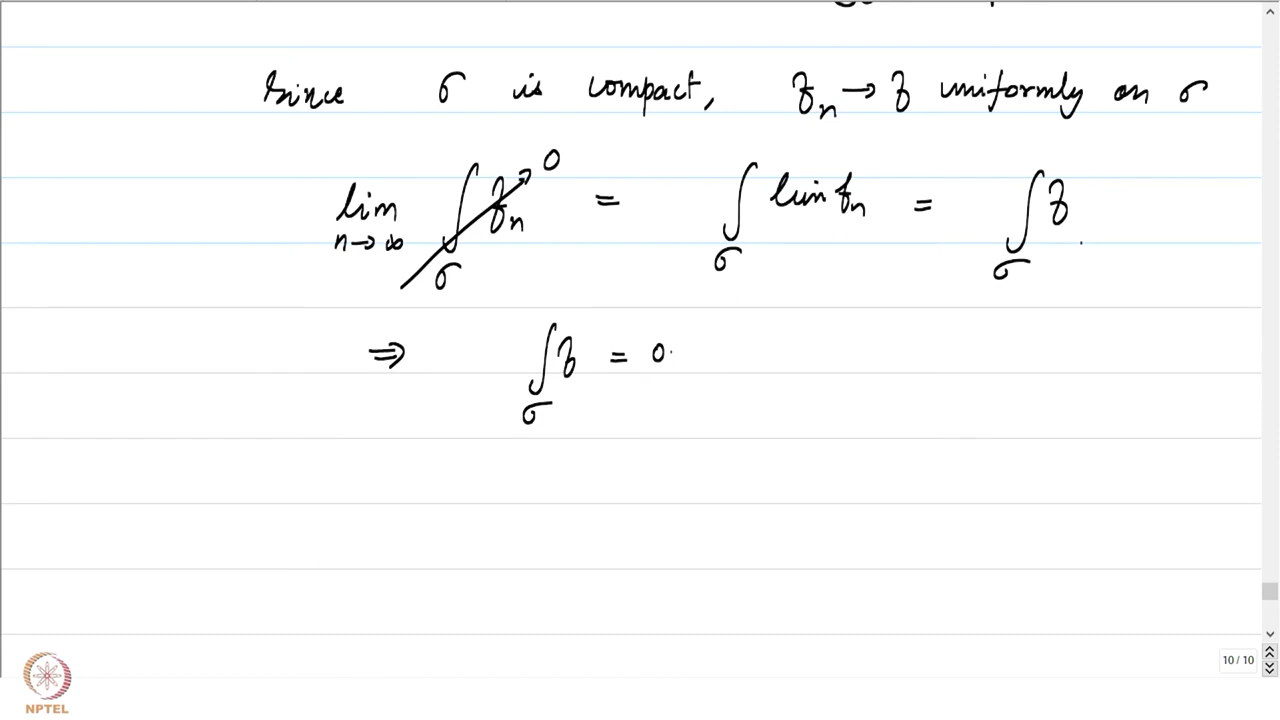 Since σ is compact, fₙ → f uniformly on σ
lim n→∞ ∫σ fₙ → 0 = ∫σ lim fₙ = ∫σ f.
⇒ ∫σ f = 0.
10 / 10
NPTEL